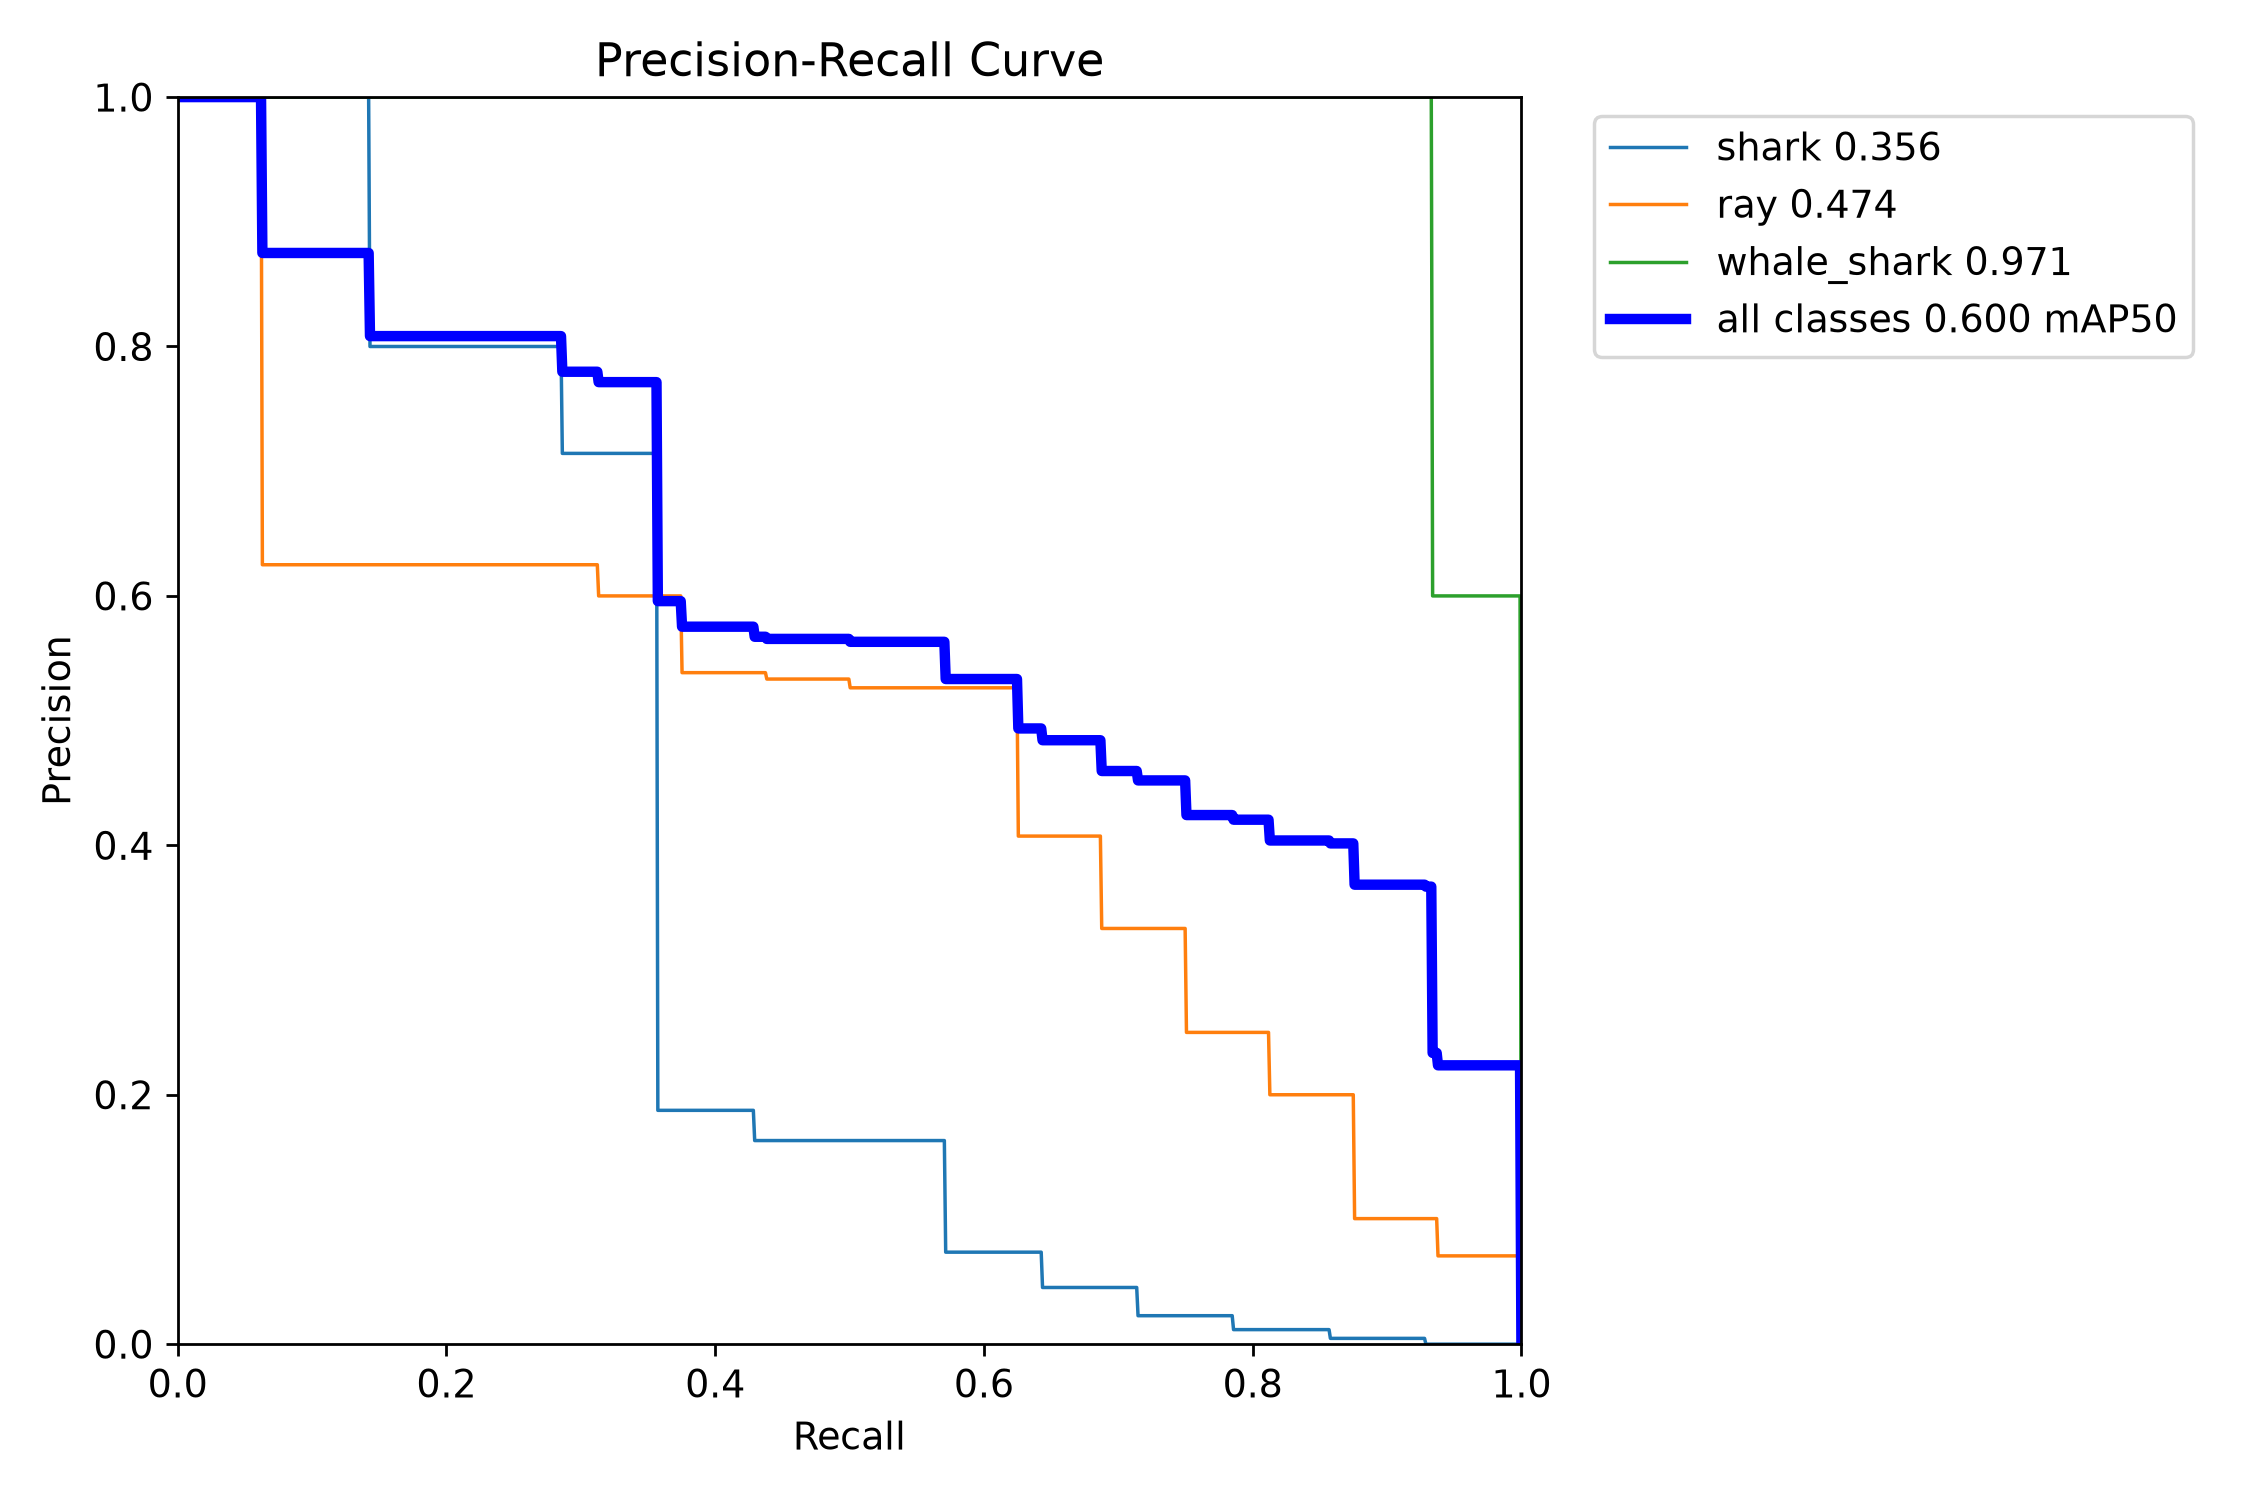 Precision-Recall Curve
1.0
0.8
0.6
0.4
0.2
0.0
Precision
0.0 0.2 0.4 0.6 0.8 1.0
Recall
shark 0.356
ray 0.474
whale_shark 0.971
all classes 0.600 mAP50